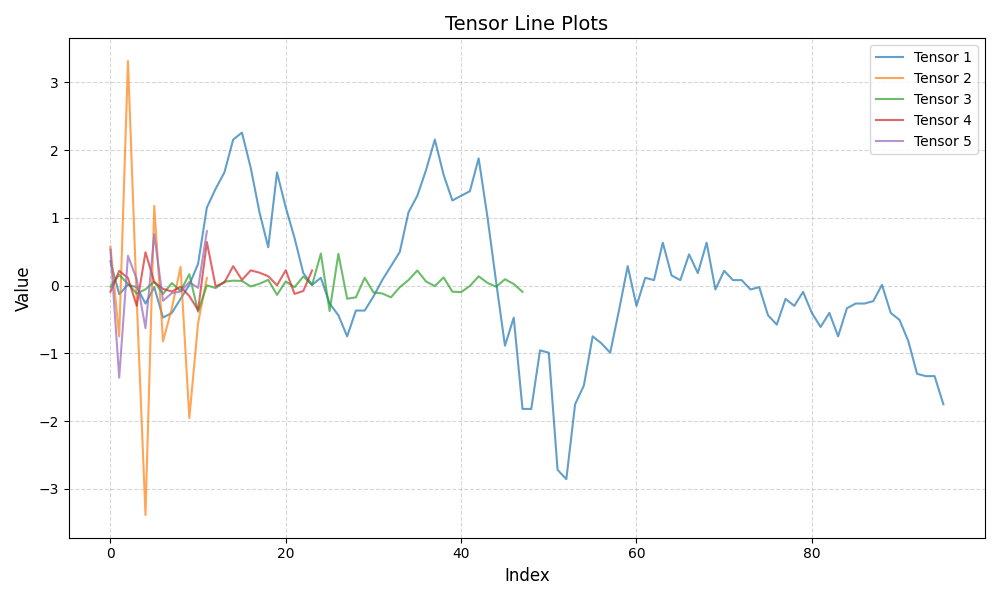 Tensor Line Plots
Tensor 1
Tensor 2
Tensor 3
Tensor 4
Tensor 5
Value
3
2
1
0
−1
−2
−3
0
20
40
60
80
Index